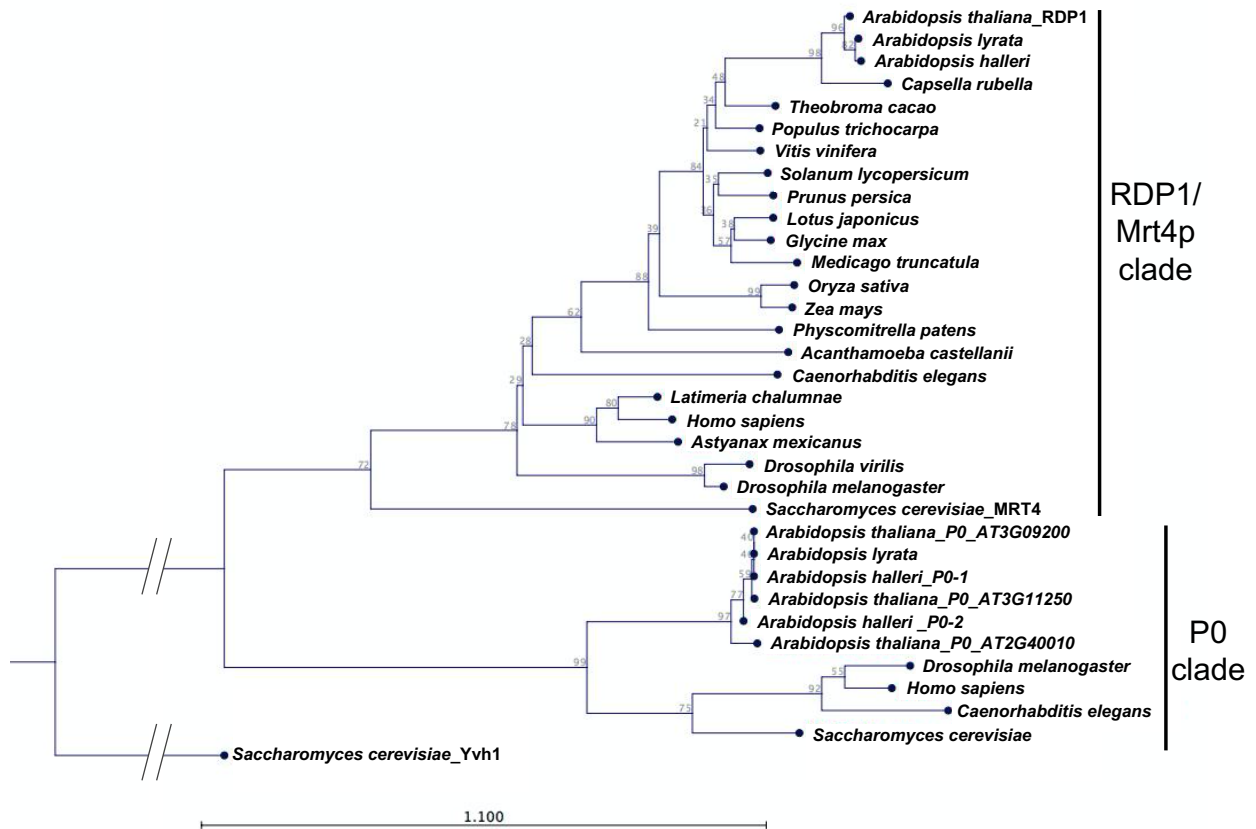 Arabidopsis thaliana_RDP1
96
Arabidopsis lyrata
82
98
Arabidopsis halleri
48
Capsella rubella
34
Theobroma cacao
21
Populus trichocarpa
Vitis vinifera
84
Solanum lycopersicum
35
Prunus persica
36
Lotus japonicus
38
Glycine max
57
Medicago truncatula
39
Oryza sativa
99
Zea mays
88
Physcomitrella patens
62
Acanthamoeba castellanii
28
Caenorhabditis elegans
29
Latimeria chalumnae
80
Homo sapiens
90
Astyanax mexicanus
78
Drosophila virilis
98
Drosophila melanogaster
72
Saccharomyces cerevisiae_MRT4
RDP1/
Mrt4p
clade
Arabidopsis thaliana_P0_AT3G09200
40
Arabidopsis lyrata
Arabidopsis halleri_P0-1
59
Arabidopsis thaliana_P0_AT3G11250
77
Arabidopsis halleri _P0-2
97
Arabidopsis thaliana_P0_AT2G40010
99
Drosophila melanogaster
55
Homo sapiens
92
Caenorhabditis elegans
75
Saccharomyces cerevisiae
P0
clade
Saccharomyces cerevisiae_Yvh1
1.100